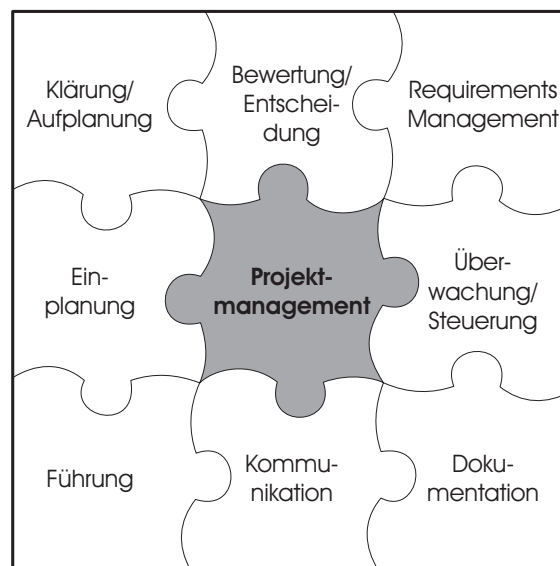 Klärung/
Aufplanung
Bewertung/
Entschei-
dung
Requirements
Management
Ein-
planung
Projekt-
management
Über-
wachung/
Steuerung
Führung
Kommu-
nikation
Doku-
mentation